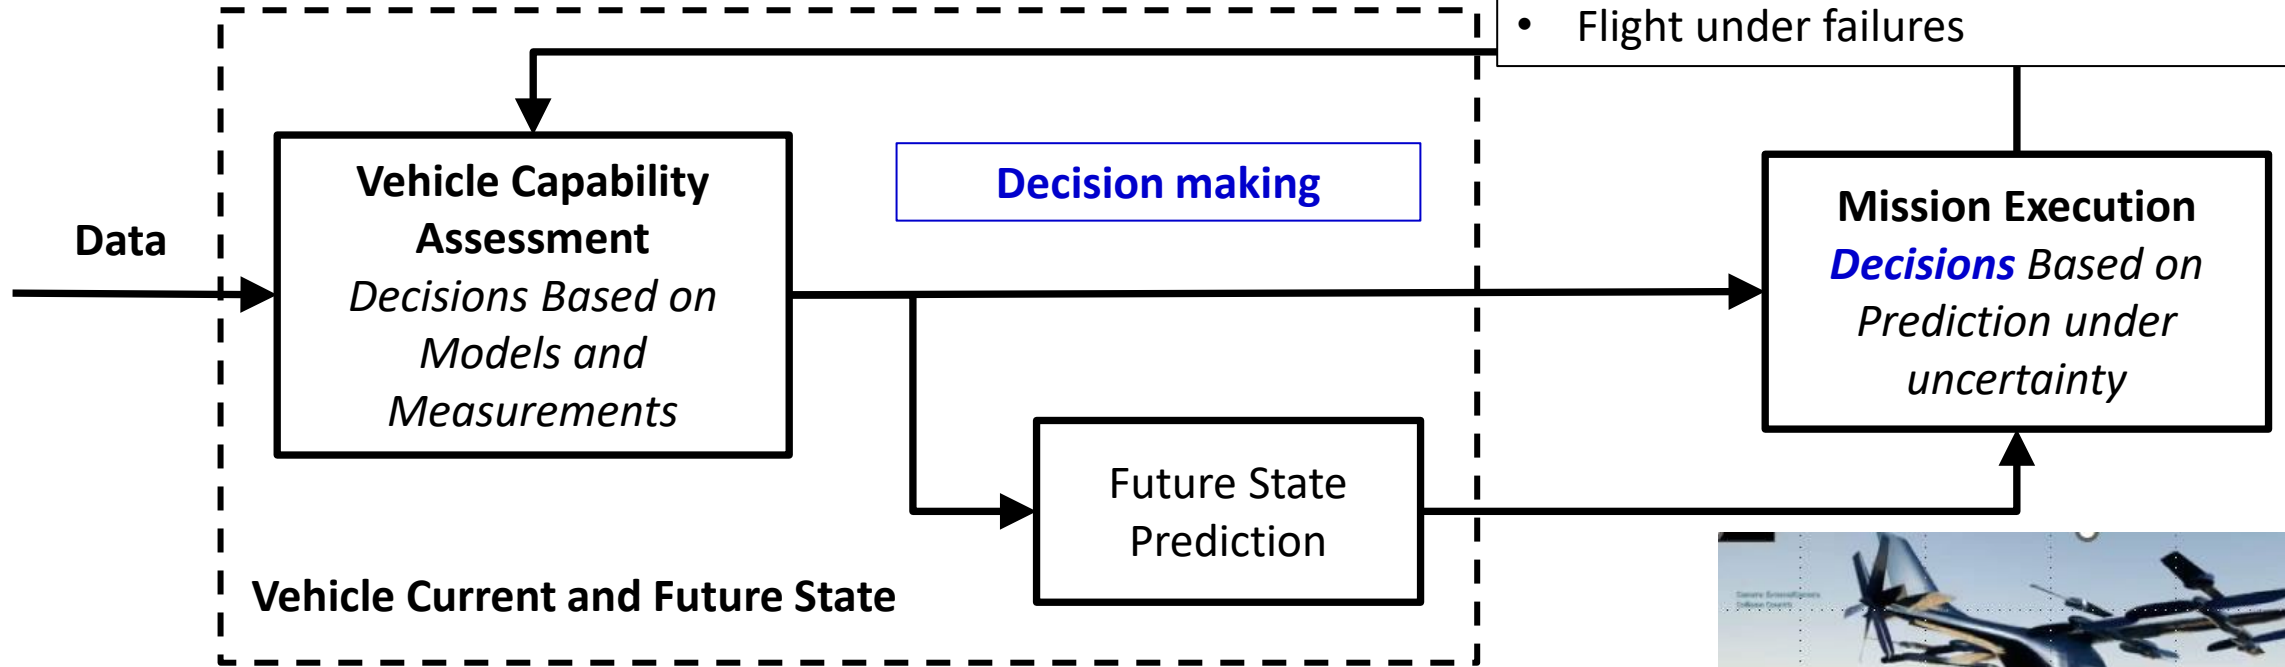 • Flight under failures
Vehicle Capability
Assessment
Decisions Based on
Models and
Measurements
Decision making
Data
Mission Execution
Decisions Based on
Prediction under
uncertainty
Future State
Prediction
Vehicle Current and Future State